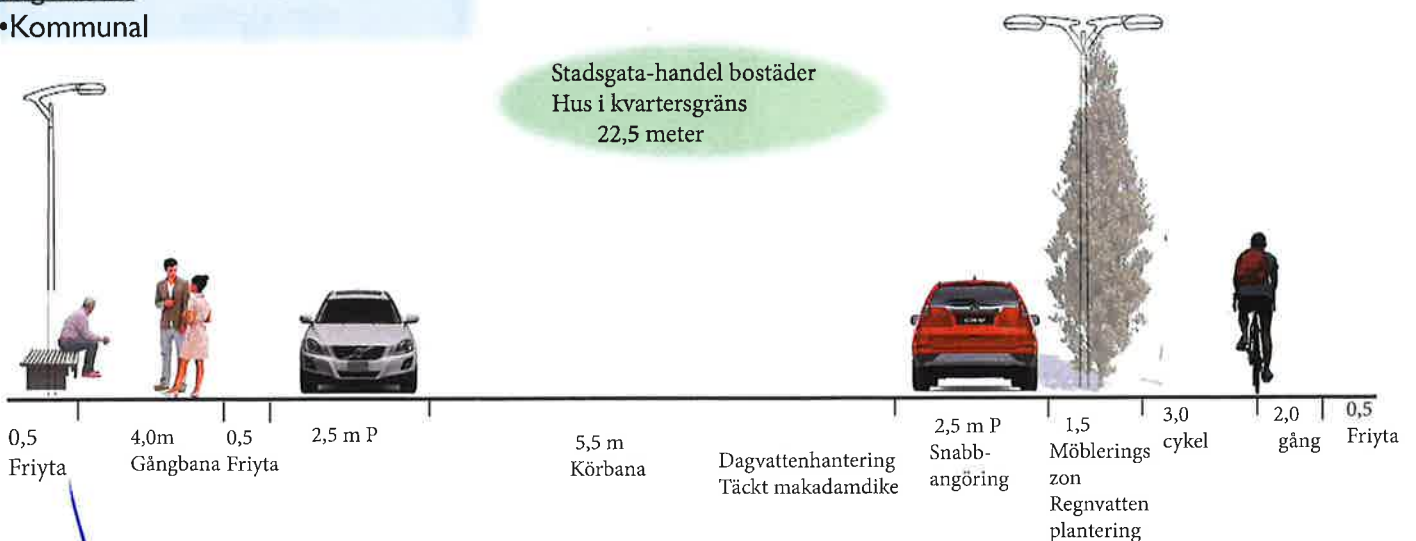 •Kommunal
Stadsgata-handel bostäder
Hus i kvartersgräns
22,5 meter
0,5
Friyta
4,0m
Gångbana
0,5
Friyta
2,5 m P
5,5 m
Körbana
Dagvattenhantering
Täckt makadamdike
2,5 m P
Snabb-
angöring
1,5
Möblerings
zon
Regnvatten
plantering
3,0
cykel
2,0
gång
0,5
Friyta